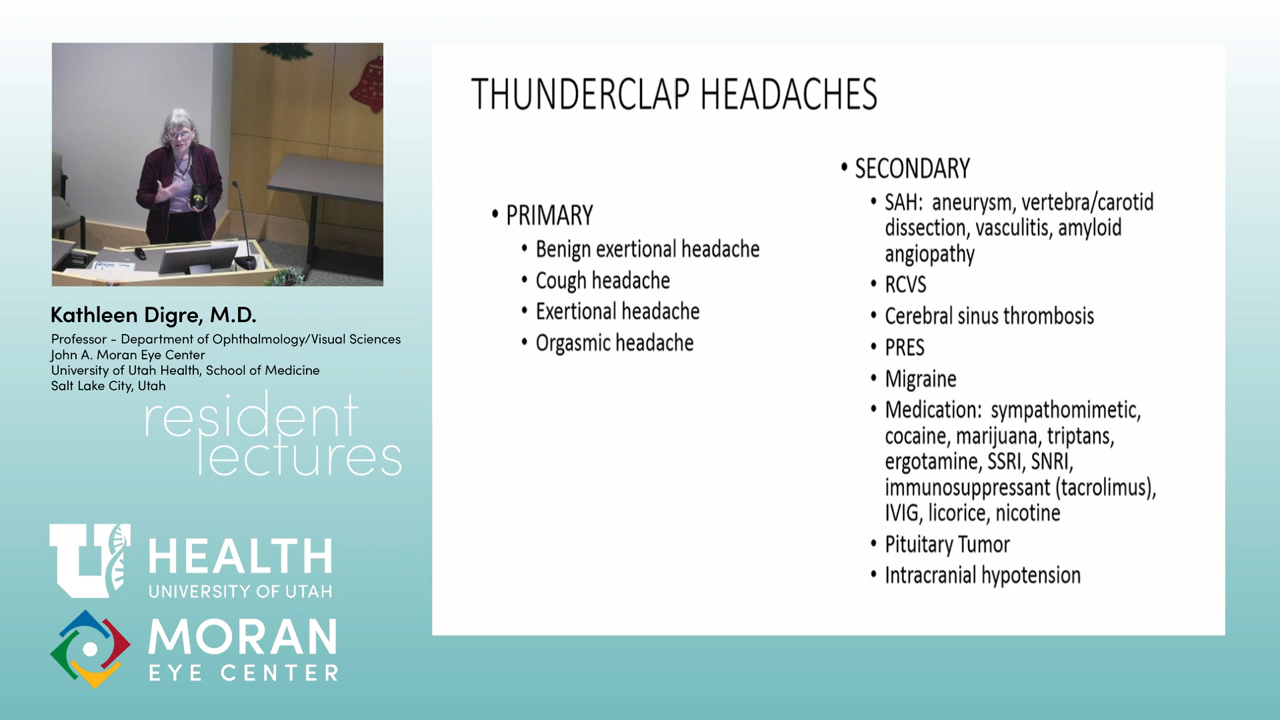 THUNDERCLAP HEADACHES
• PRIMARY
• Benign exertional headache
• Cough headache
• Exertional headache
• Orgasmic headache
• SECONDARY
• SAH: aneurysm, vertebra/carotid
dissection, vasculitis, amyloid
angiopathy
• RCVS
• Cerebral sinus thrombosis
• PRES
• Migraine
• Medication: sympathomimetic,
cocaine, marijuana, triptans,
ergotamine, SSRI, SNRI,
immunosuppressant (tacrolimus),
IVIG, licorice, nicotine
• Pituitary Tumor
• Intracranial hypotension
Kathleen Digre, M.D.
Professor - Department of Ophthalmology/Visual Sciences
John A. Moran Eye Center
University of Utah Health, School of Medicine
Salt Lake City, Utah
resident
lectures
U HEALTH
UNIVERSITY OF UTAH
MORAN
EYE CENTER